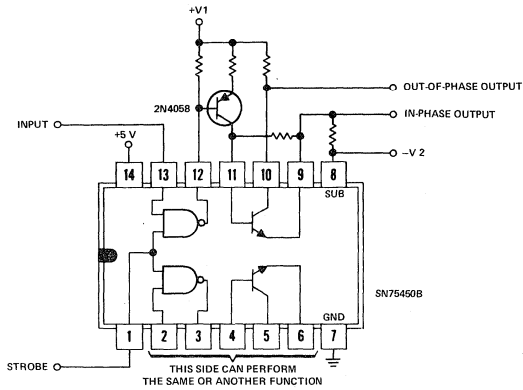 +V1
OUT-OF-PHASE OUTPUT
2N4058
IN-PHASE OUTPUT
INPUT
+5 V
-V 2
14 13 12 11 10 9 8
SUB
SN75450B
GND
1 2 3 4 5 6 7
STROBE
THIS SIDE CAN PERFORM
THE SAME OR ANOTHER FUNCTION